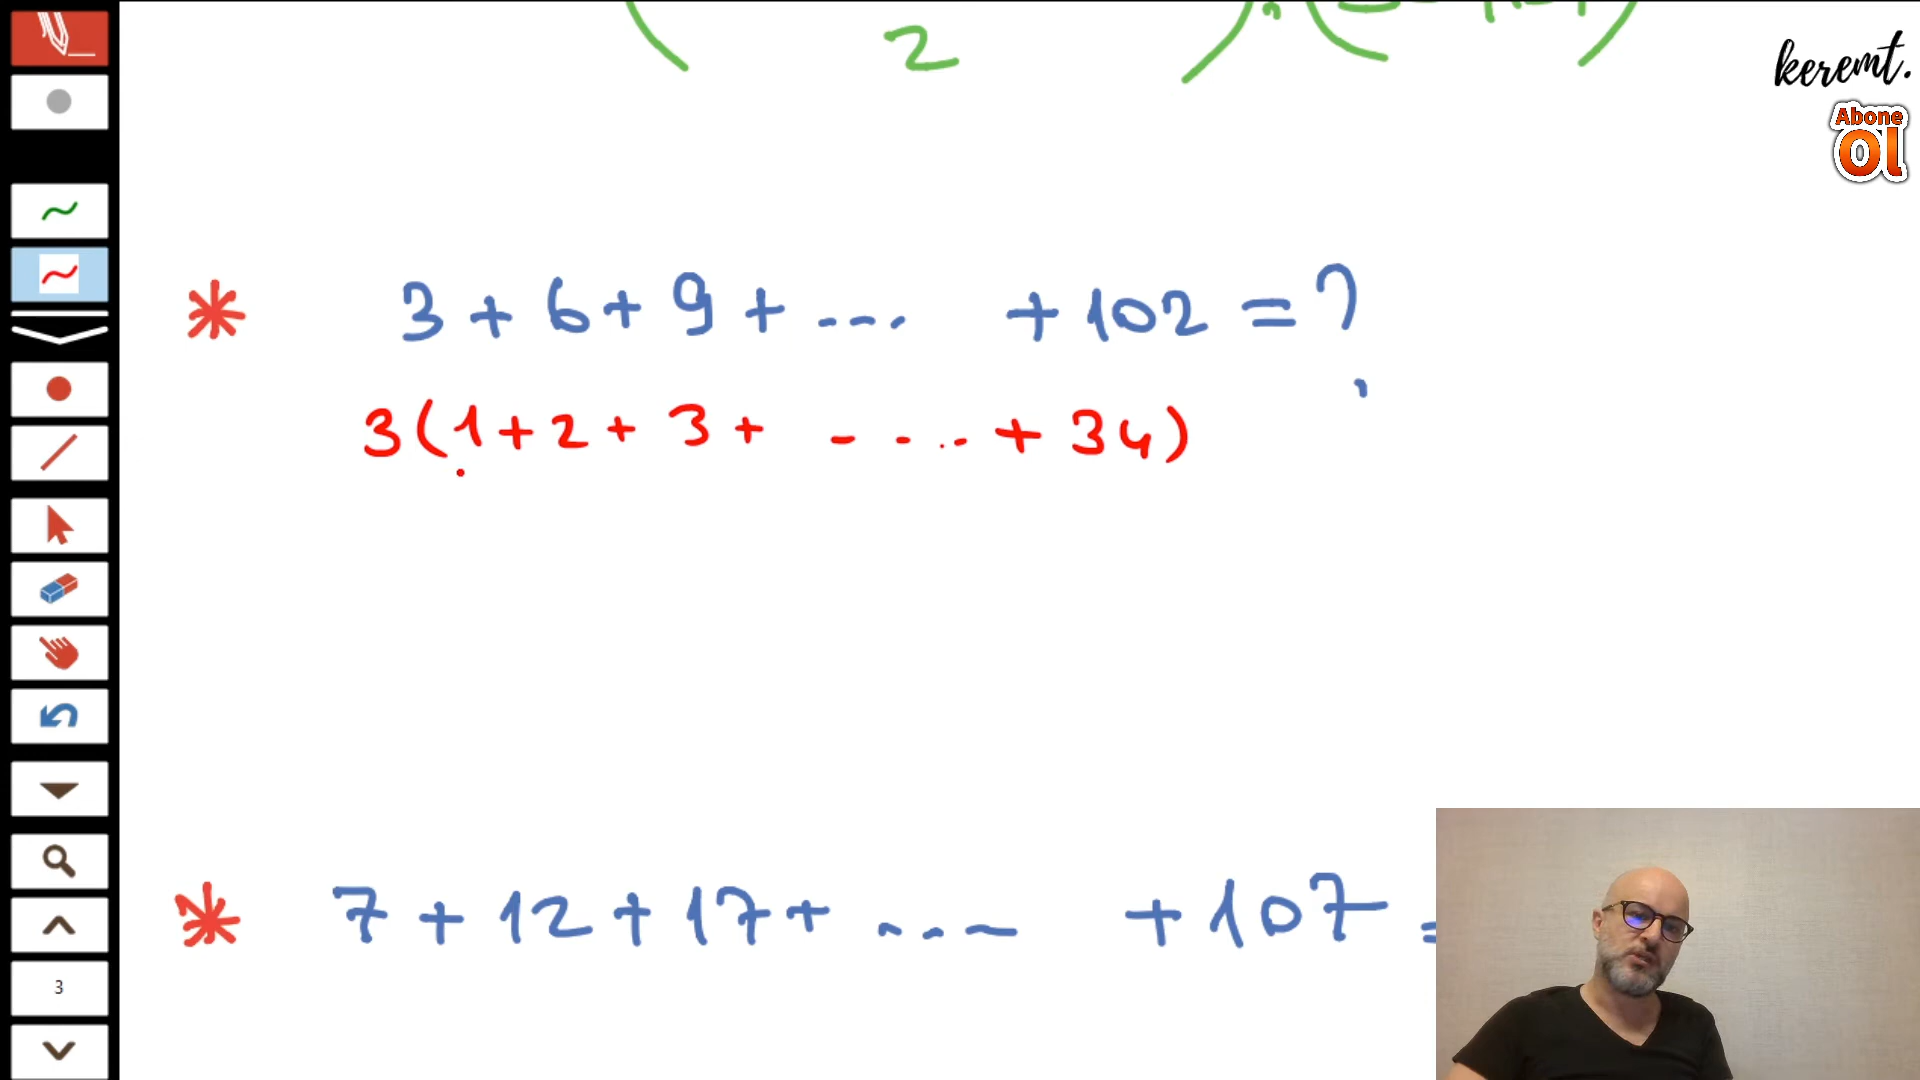 2
keremt.
Abone
Ol
3 + 6 + 9 + --- + 102 = ?
3(1 + 2 + 3 + - - .. - + 34)
7 + 12 + 17 + ... + 107 =
3